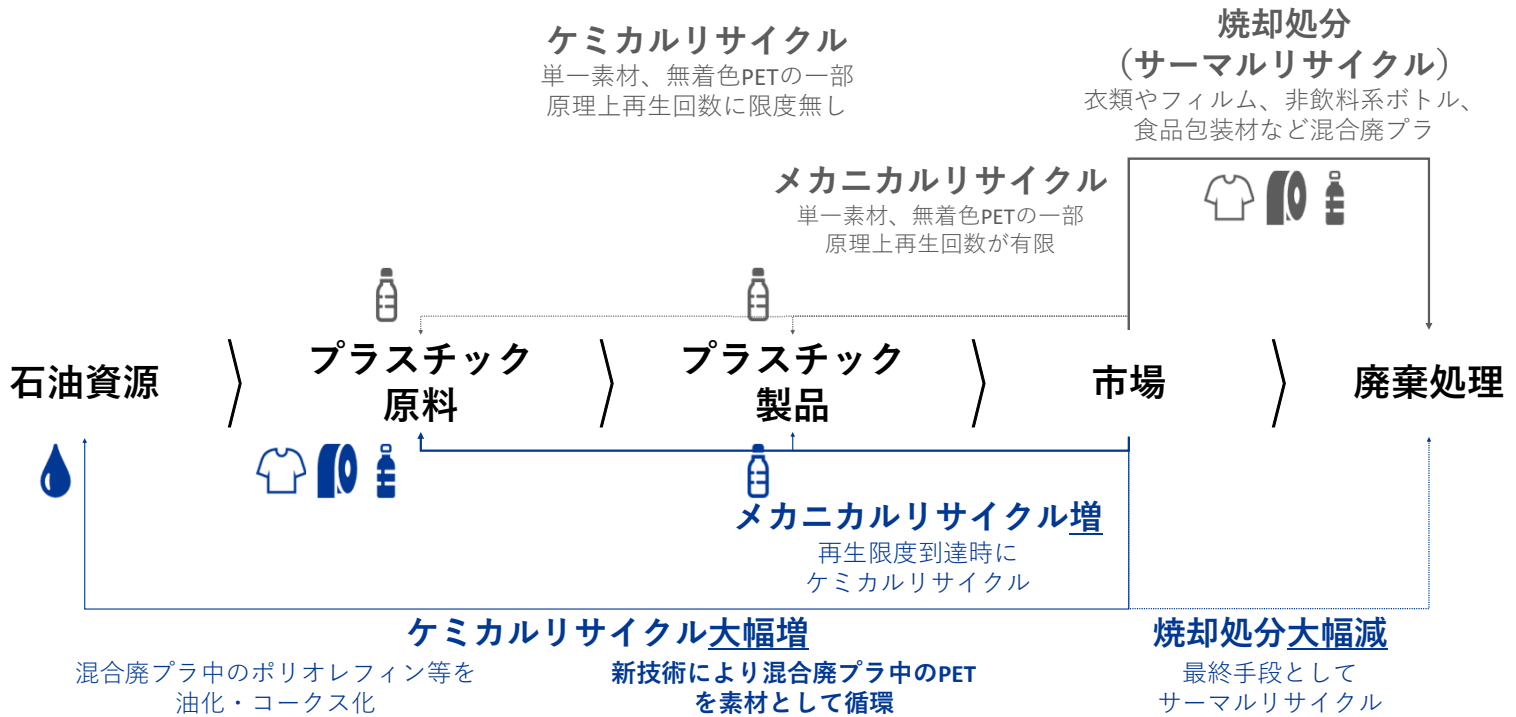 ケミカルリサイクル
単一素材、無着色PETの一部
原理上再生回数に限度無し
焼却処分
（サーマルリサイクル）
衣類やフィルム、非飲料系ボトル、
食品包装材など混合廃プラ
メカニカルリサイクル
単一素材、無着色PETの一部
原理上再生回数が有限
石油資源
プラスチック
原料
プラスチック
製品
市場
廃棄処理
メカニカルリサイクル増
再生限度到達時に
ケミカルリサイクル
ケミカルリサイクル大幅増
混合廃プラ中のポリオレフィン等を
油化・コークス化
新技術により混合廃プラ中のPET
を素材として循環
焼却処分大幅減
最終手段として
サーマルリサイクル